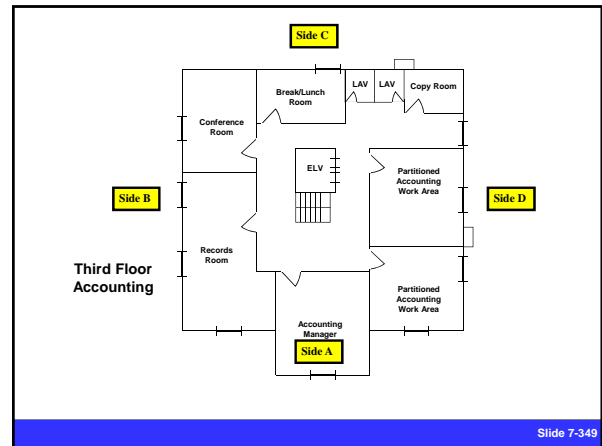 Side C
LAV
LAV
Copy Room
Break/Lunch
Room
Conference
Room
ELV
Partitioned
Accounting
Work Area
Side B
Side D
Records
Room
Third Floor
Accounting
Partitioned
Accounting
Work Area
Accounting
Manager
Side A
Slide 7-349